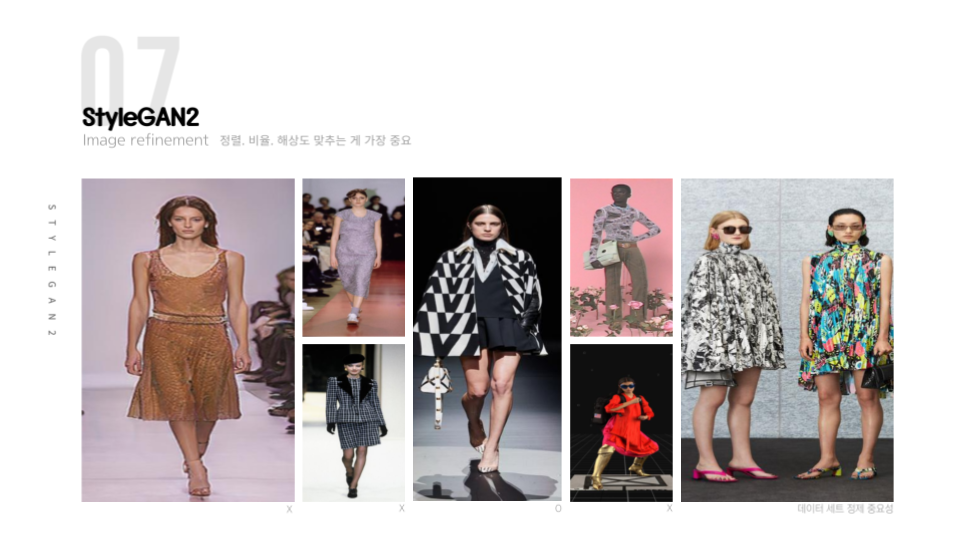 07
StyleGAN2
Image refinement 정렬, 비율, 해상도 맞추는 게 가장 중요
STYLEGAN2
X
X
O
X
데이터 세트 정제 중요성